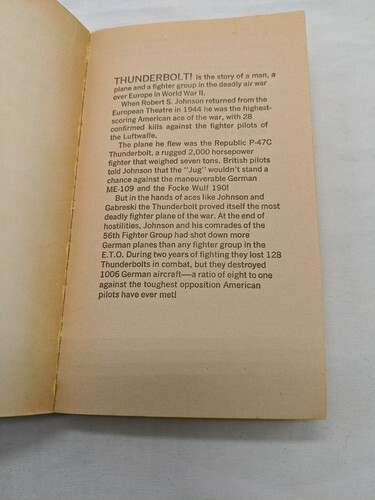 THUNDERBOLT! is the story of a man, a
plane and a fighter group in the deadly air war
over Europe in World War II.
When Robert S. Johnson returned from the
European Theatre in 1944 he was the highest-
scoring American ace of the war, with 28
confirmed kills against the fighter pilots of
the Luftwaffe.
The plane he flew was the Republic P-47C
Thunderbolt, a rugged 2,000 horsepower
fighter that weighed seven tons. British pilots
told Johnson that the "Jug" wouldn't stand a
chance against the maneuverable German
ME-109 and the Focke Wulf 190!
But in the hands of aces like Johnson and
Gabreski the Thunderbolt proved itself the most
deadly fighter plane of the war. At the end of
hostilities, Johnson and his comrades of the
56th Fighter Group had shot down more
German planes than any fighter group in the
E.T.O. During two years of fighting they lost 128
Thunderbolts in combat, but they destroyed
1006 German aircraft—a ratio of eight to one
against the toughest opposition American
pilots have ever met!